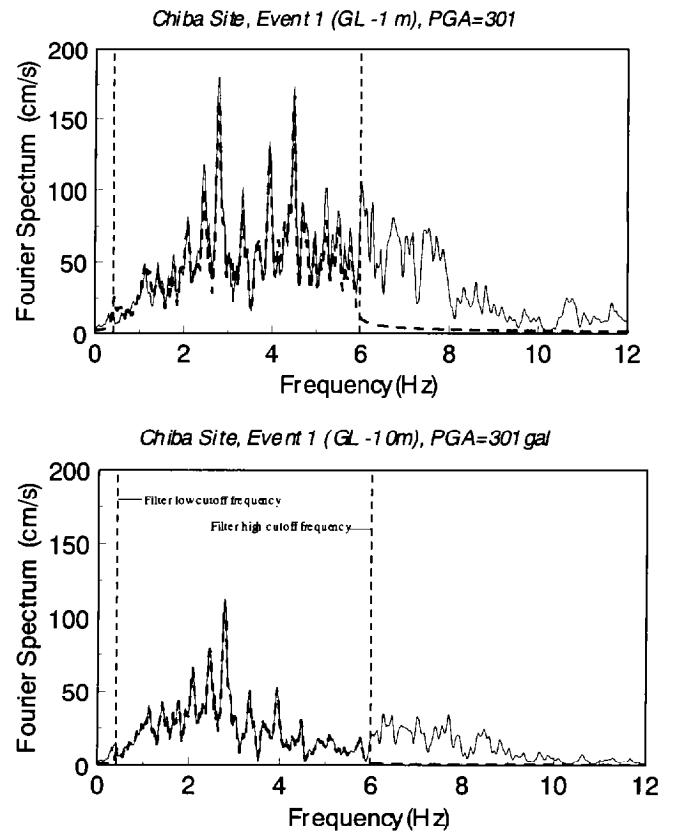 Chiba Site, Event 1 (GL -1 m), PGA=301
Fourier Spectrum (cm/s)
200
150
100
50
0
0 2 4 6 8 10 12
Frequency(Hz)
Chiba Site, Event 1 (GL -10m), PGA=301gal
Fourier Spectrum (cm/s)
200
150
100
50
0
Filter low cutoff frequency
Filter high cutoff frequency
0 2 4 6 8 10 12
Frequency(Hz)